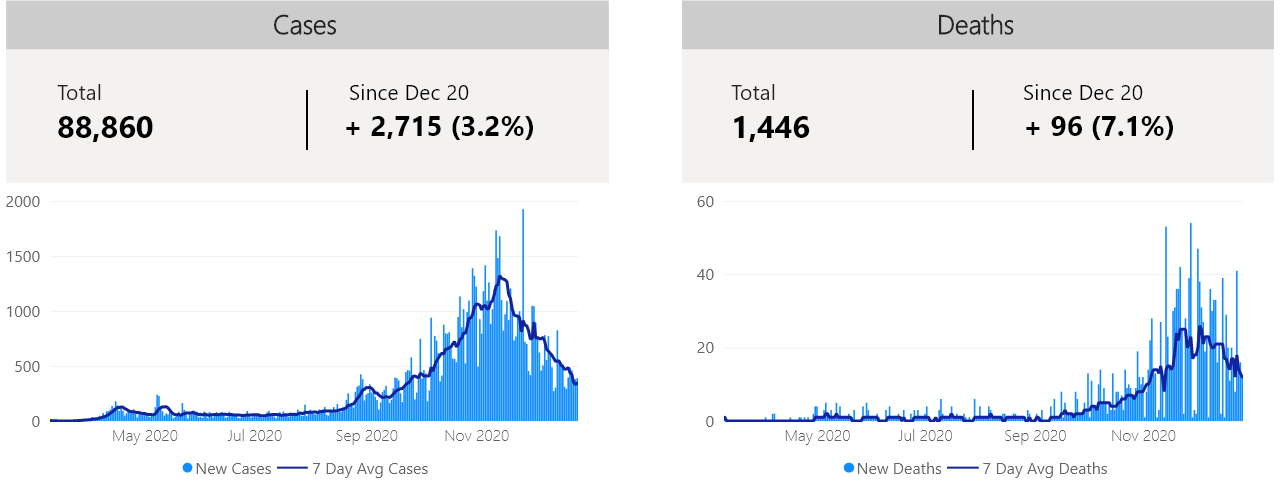 Cases
Total
Since Dec 20
88,860
+ 2,715 (3.2%)
2000
1500
1000
500
0
May 2020 Jul 2020 Sep 2020 Nov 2020
New Cases 7 Day Avg Cases
Deaths
Total
Since Dec 20
1,446
+ 96 (7.1%)
60
40
20
0
May 2020 Jul 2020 Sep 2020 Nov 2020
New Deaths 7 Day Avg Deaths